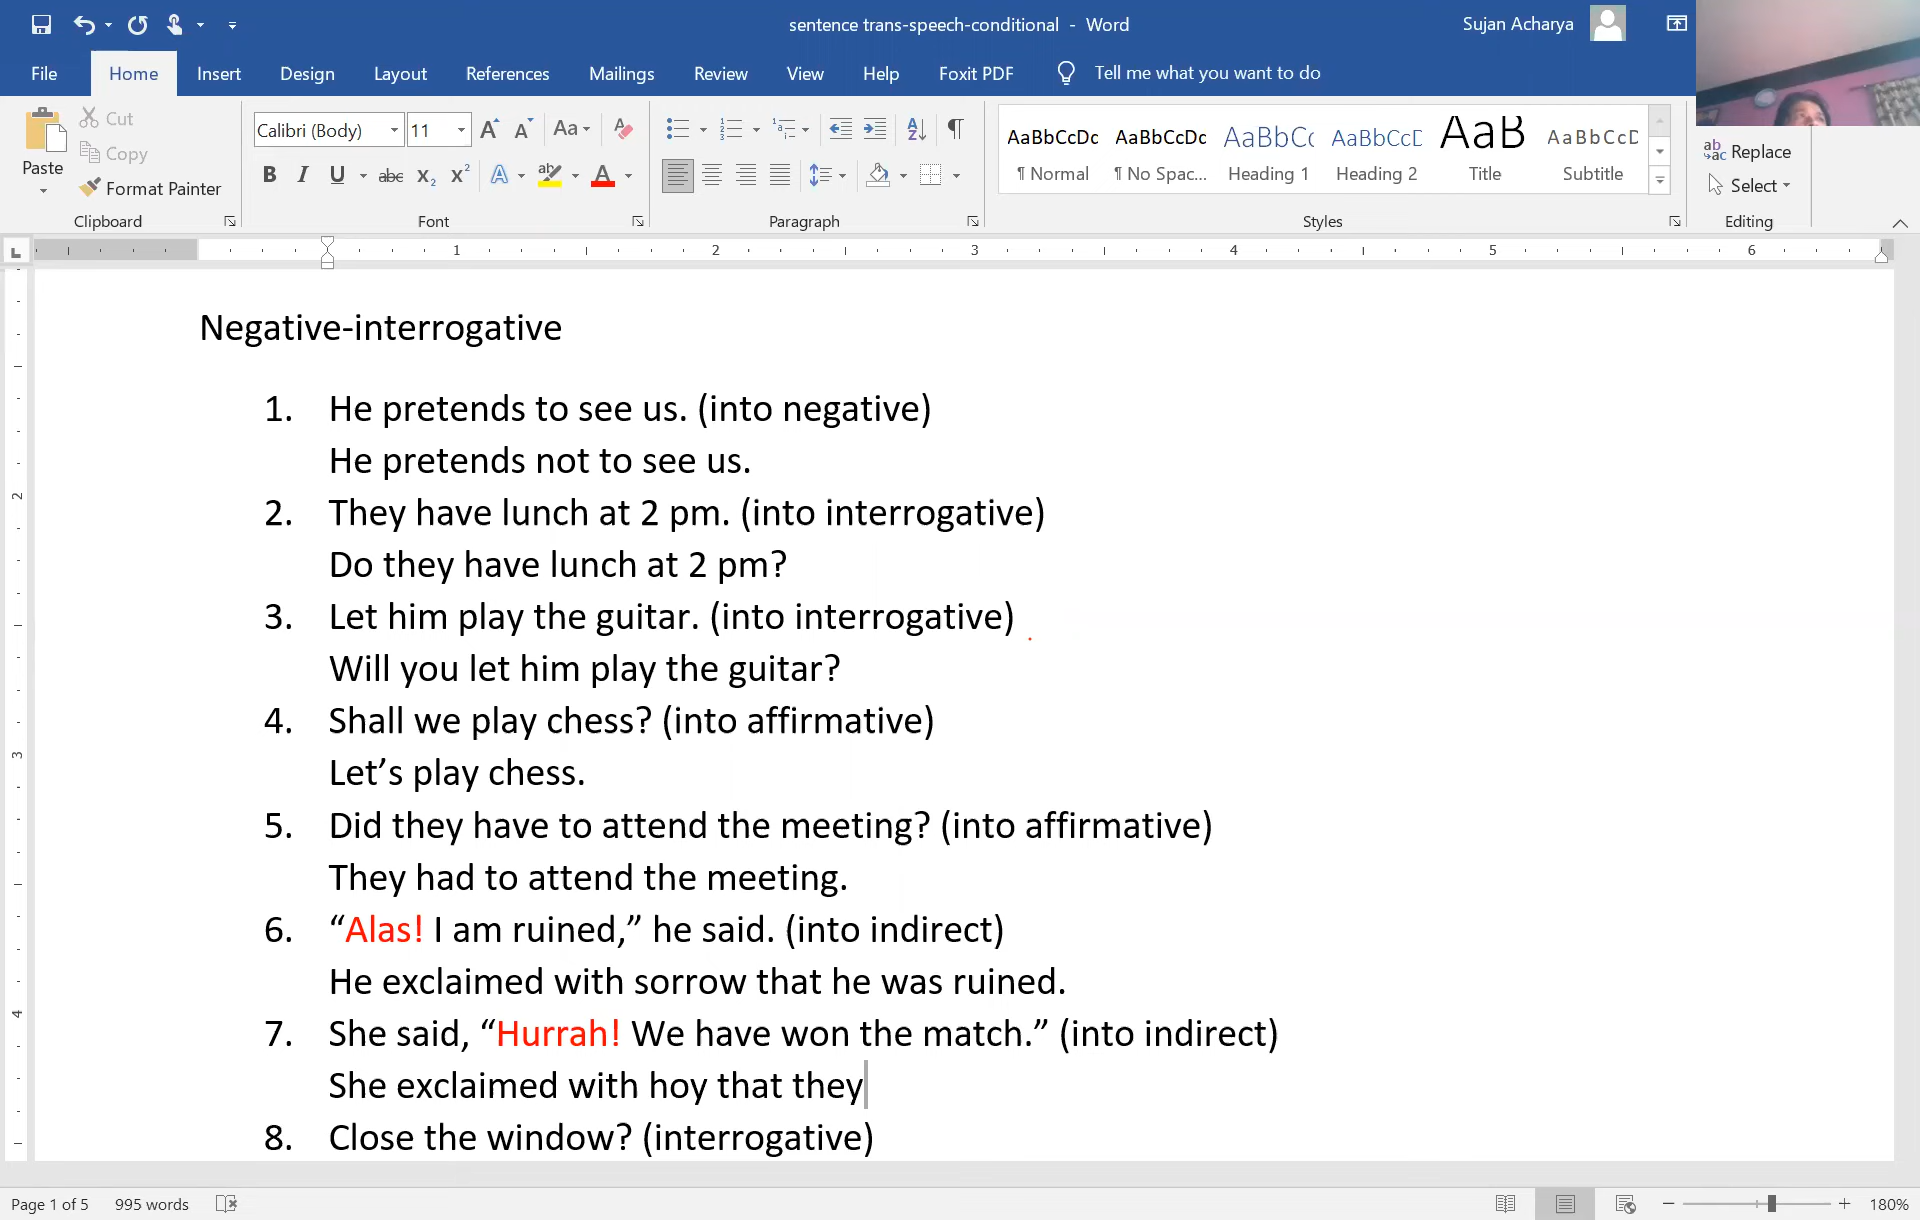 sentence trans-speech-conditional - Word
Sujan Acharya
File Home Insert Design Layout References Mailings Review View Help Foxit PDF Tell me what you want to do
Paste
Cut
Copy
Format Painter
Clipboard
Calibri (Body) 11
Font
Paragraph
AaBbCcDc AaBbCcDc AaBbCc AaBbCcD AaB AaBbCcD
¶ Normal ¶ No Spac... Heading 1 Heading 2 Title Subtitle
Styles
Replace
Select
Editing
1 2 3 4 5 6
Negative-interrogative
1. He pretends to see us. (into negative)
He pretends not to see us.
2. They have lunch at 2 pm. (into interrogative)
Do they have lunch at 2 pm?
3. Let him play the guitar. (into interrogative)
Will you let him play the guitar?
4. Shall we play chess? (into affirmative)
Let’s play chess.
5. Did they have to attend the meeting? (into affirmative)
They had to attend the meeting.
6. “Alas! I am ruined,” he said. (into indirect)
He exclaimed with sorrow that he was ruined.
7. She said, “Hurrah! We have won the match.” (into indirect)
She exclaimed with hoy that they
8. Close the window? (interrogative)
2
3
4
Page 1 of 5 995 words
180%